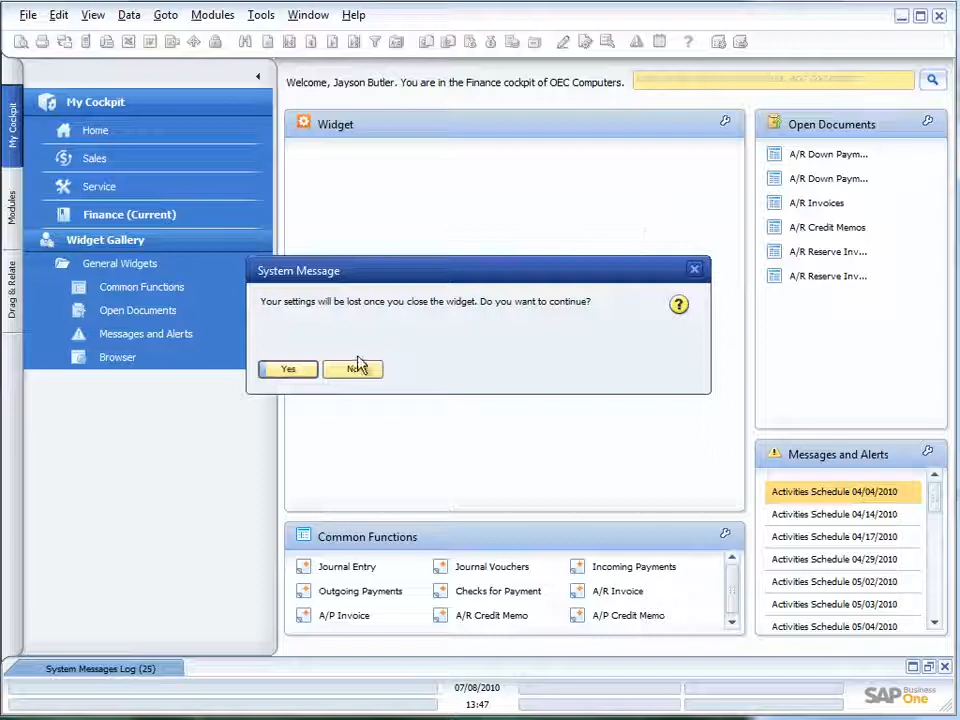 File Edit View Data Goto Modules Tools Window Help
Welcome, Jayson Butler. You are in the Finance cockpit of OEC Computers.
My Cockpit
Modules
Drag & Relate
My Cockpit
Home
Sales
Service
Finance (Current)
Widget Gallery
General Widgets
Common Functions
Open Documents
Messages and Alerts
Browser
Widget
System Message
Your settings will be lost once you close the widget. Do you want to continue?
Yes
No
Common Functions
Journal Entry Journal Vouchers Incoming Payments
Outgoing Payments Checks for Payment A/R Invoice
A/P Invoice A/R Credit Memo A/P Credit Memo
Open Documents
A/R Down Paym...
A/R Down Paym...
A/R Invoices
A/R Credit Memos
A/R Reserve Inv...
A/R Reserve Inv...
Messages and Alerts
Activities Schedule 04/04/2010
Activities Schedule 04/14/2010
Activities Schedule 04/17/2010
Activities Schedule 04/29/2010
Activities Schedule 05/02/2010
Activities Schedule 05/03/2010
Activities Schedule 05/04/2010
System Messages Log (25)
07/08/2010
13:47
SAP Business One